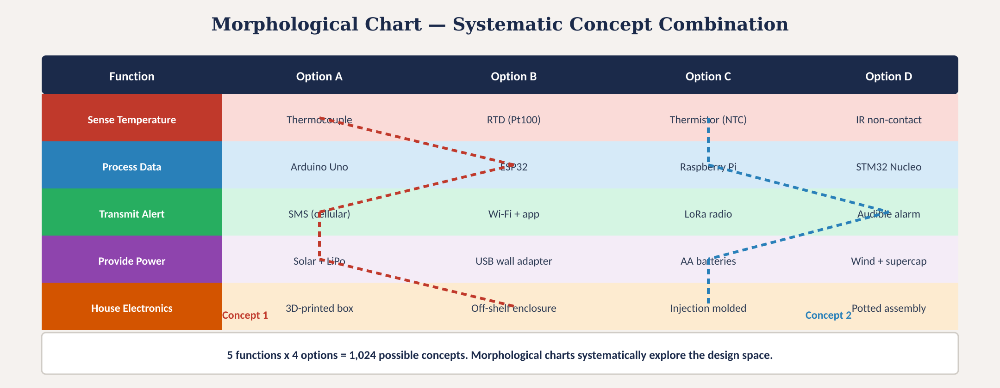 Morphological Chart — Systematic Concept Combination
Function Option A Option B Option C Option D
Sense Temperature Thermocouple RTD (Pt100) Thermistor (NTC) IR non-contact
Process Data Arduino Uno ESP32 Raspberry Pi STM32 Nucleo
Transmit Alert SMS (cellular) Wi-Fi + app LoRa radio Audible alarm
Provide Power Solar + LiPo USB wall adapter AA batteries Wind + supercap
House Electronics 3D-printed box Off-shelf enclosure Injection molded Potted assembly
Concept 1 Concept 2
5 functions x 4 options = 1,024 possible concepts. Morphological charts systematically explore the design space.